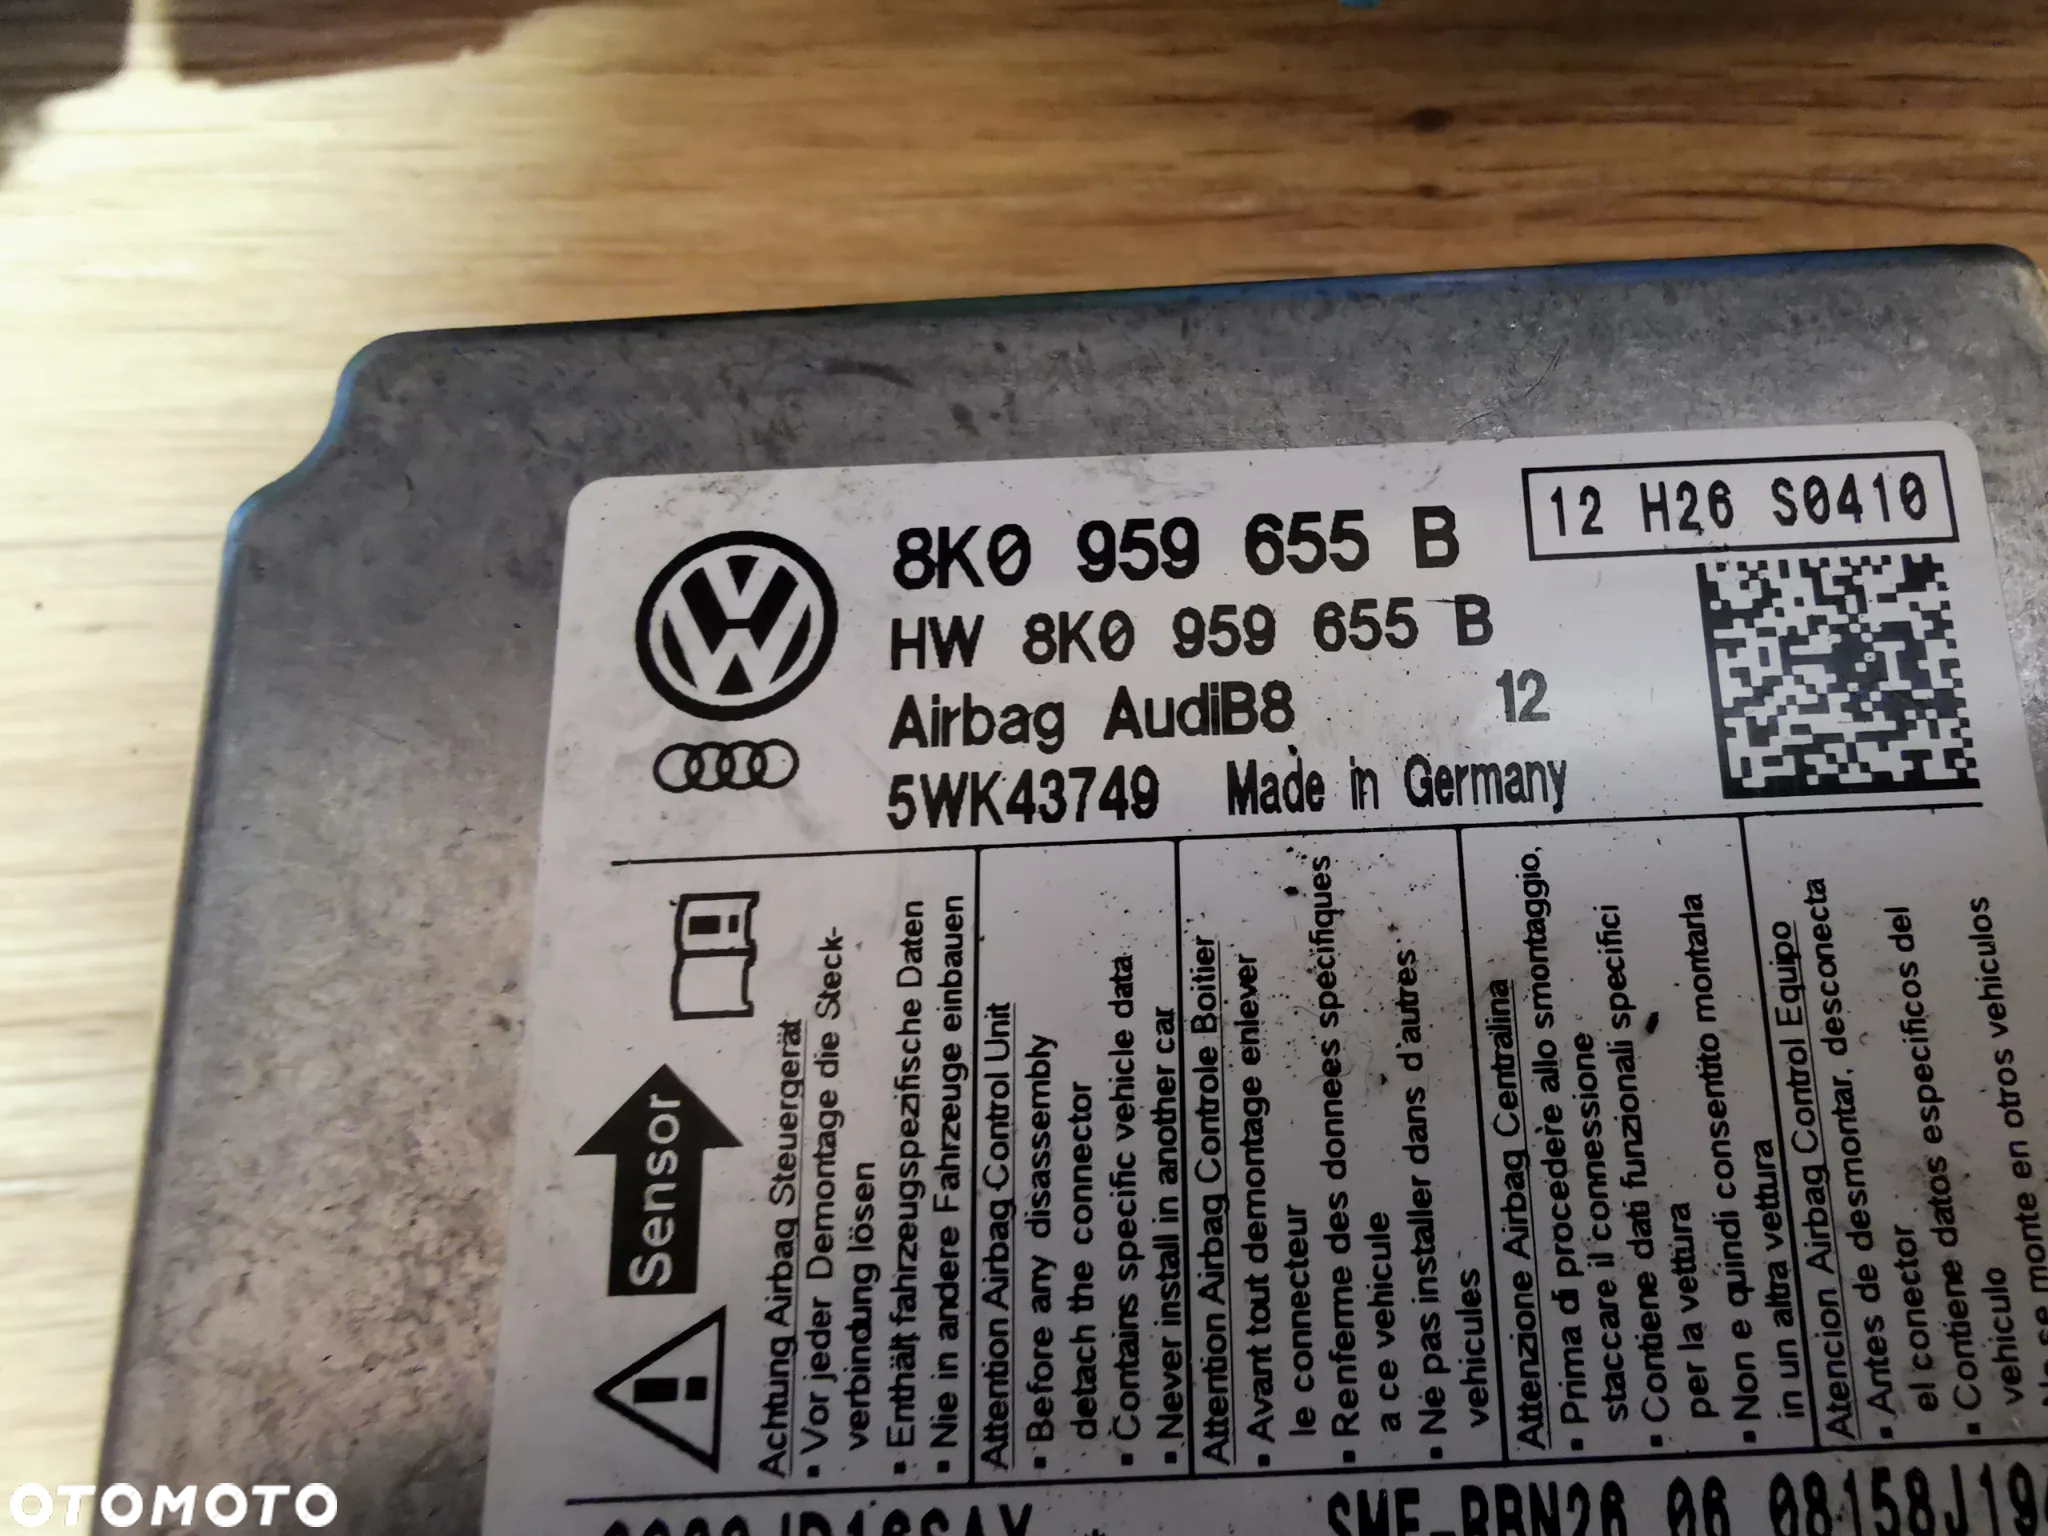 8K0 959 655 B
12 H26 S0410
HW 8K0 959 655 B
Airbag AudiB8 12
5WK43749 Made in Germany
Sensor
Achtung Airbag Steuergerät
• Vor jeder Demontage die Steck-
verbindung lösen
• Enthält fahrzeugspezifische Daten
• Nie in andere Fahrzeuge einbauen
Attention Airbag Control Unit
• Before any disassembly
detach the connector
• Contains specific vehicle data
• Never install in another car
Attention Airbag Controle Boitier
• Avant tout demontage enlever
le connecteur
• Renferme des donnees specifiques
a ce vehicule
• Ne pas installer dans d'autres
vehicules
Attenzione Airbag Centralina
• Prima di procedère allo smontaggio,
staccare il connessione
• Contiene dati funzionali specifici
per la vettura
• Non e quindi consentito montarla
in un altra vettura
Atencion Airbag Control Equipo
• Antes de desmontar, desconecta
el conector
• Contiene datos especificos del
vehiculo
se monte en otros vehiculos
OTOMOTO